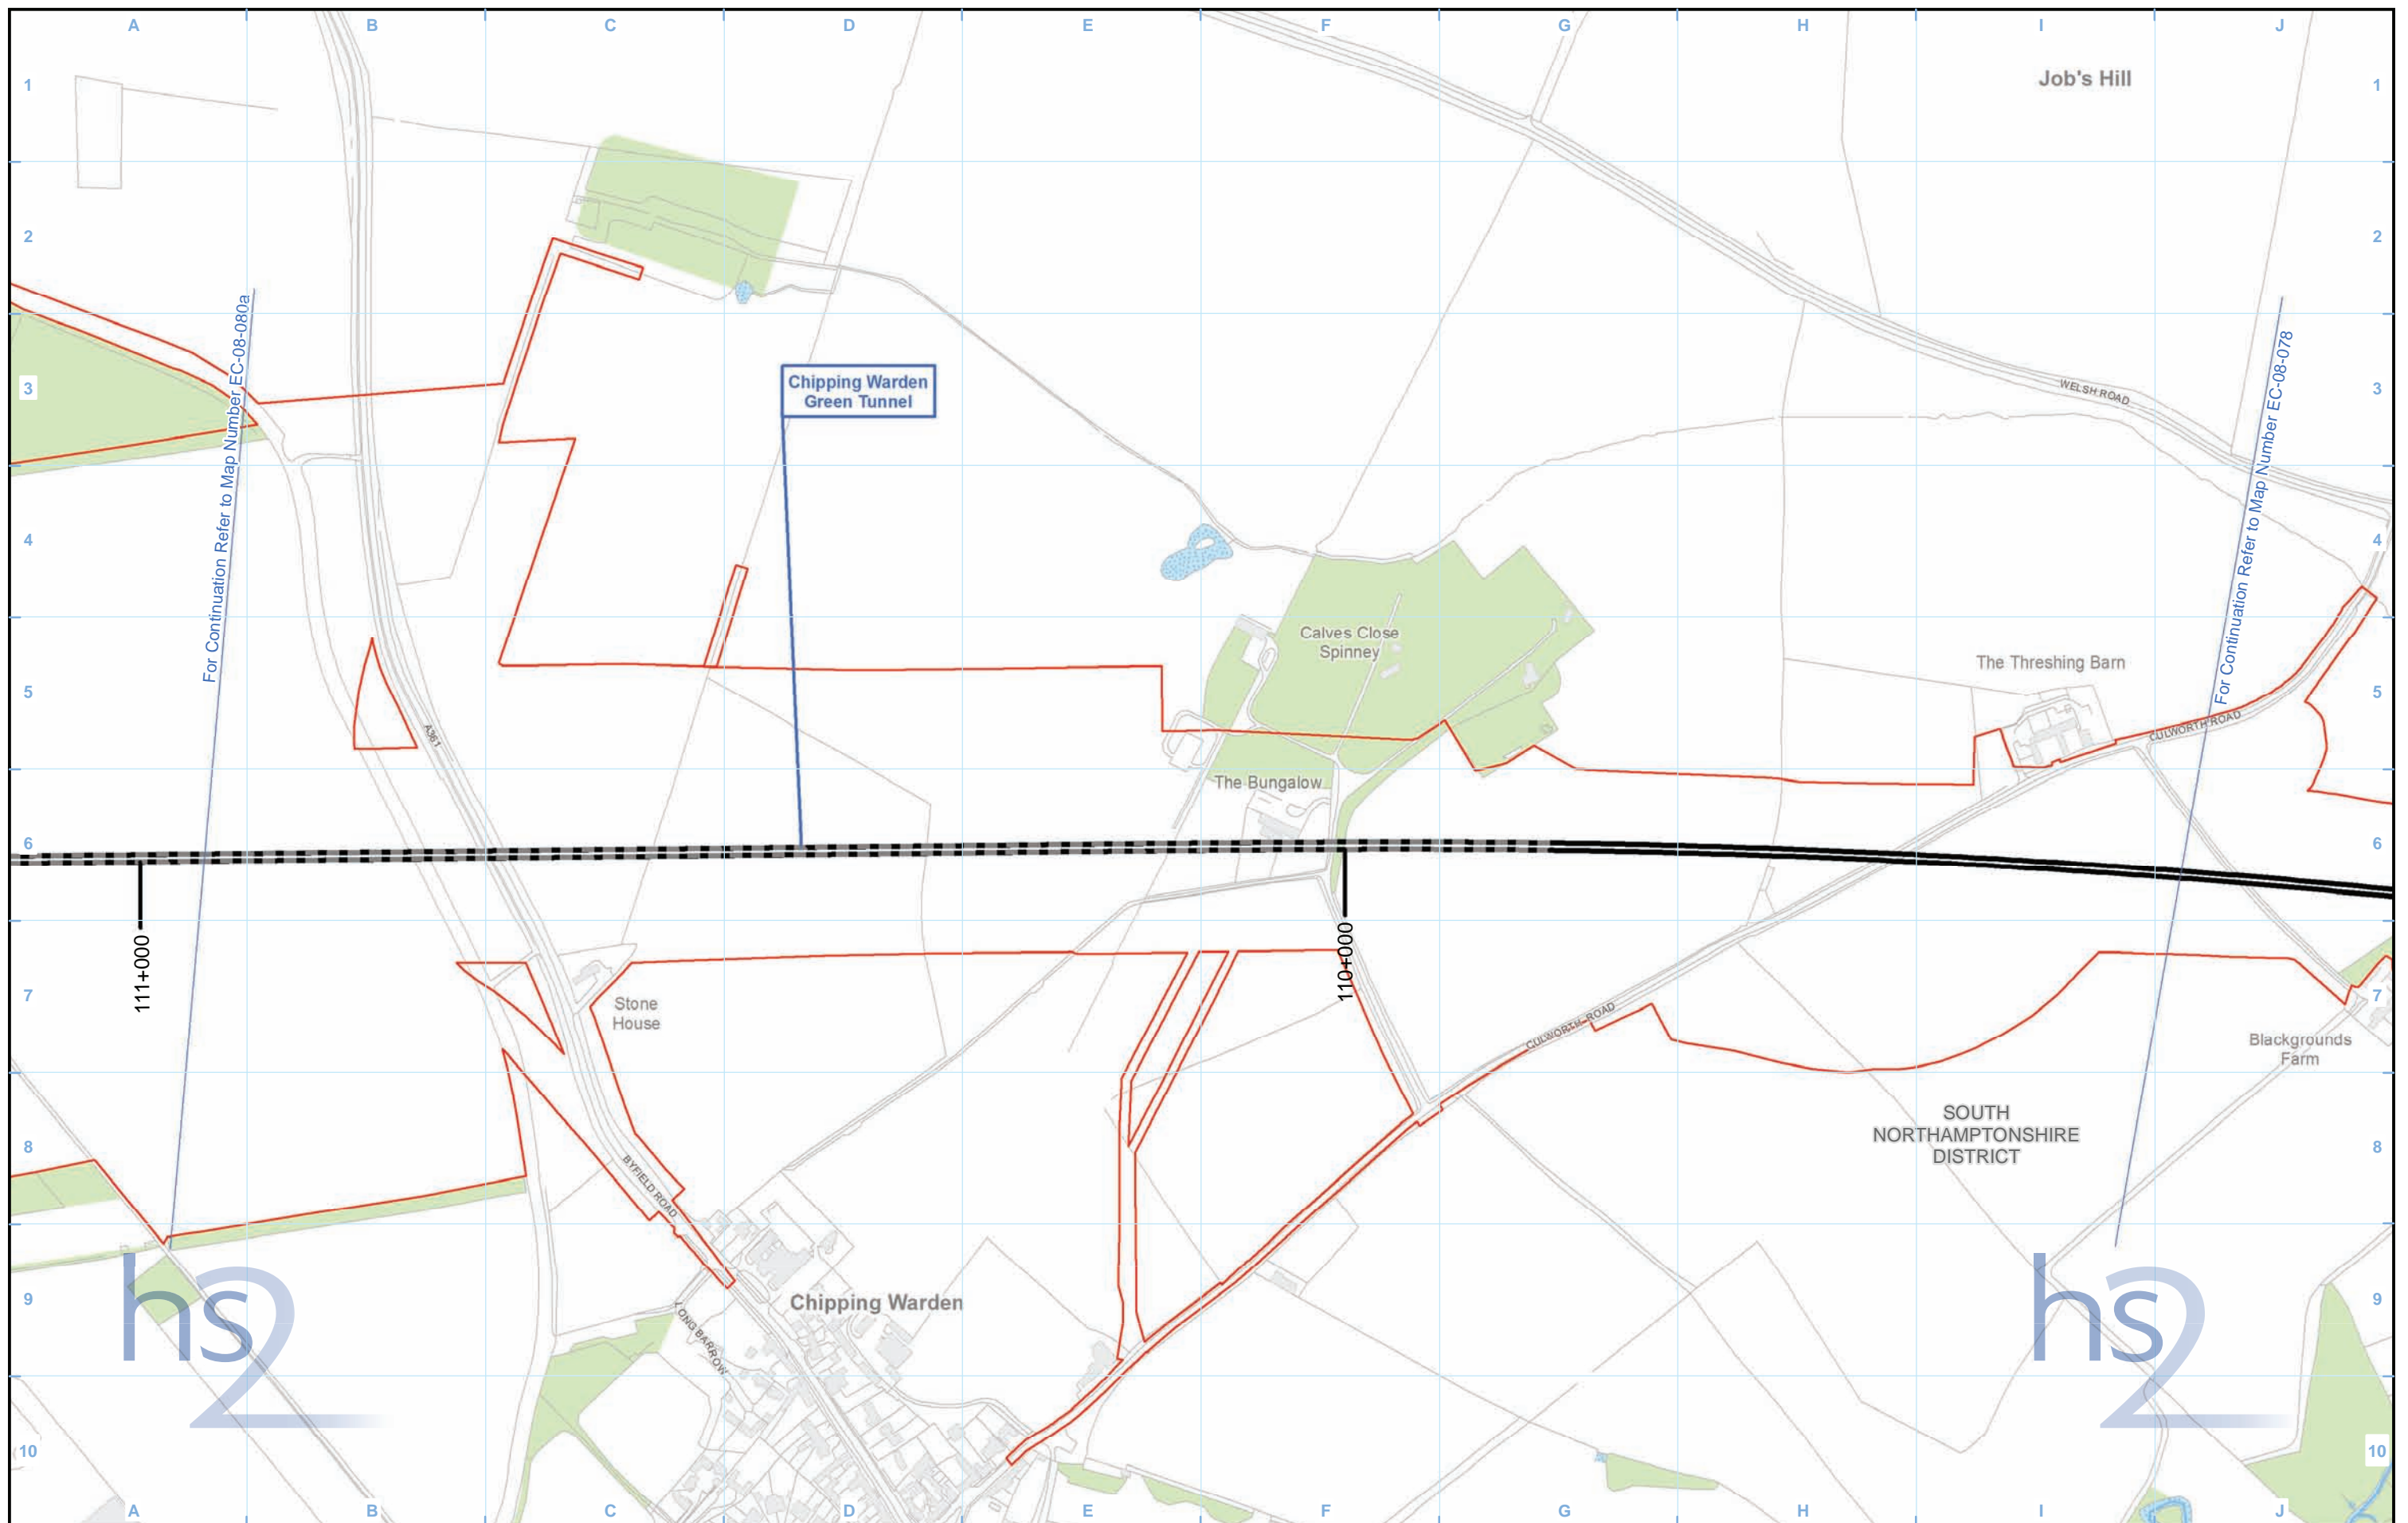 A B C D E F G H I J
1 1
Job's Hill
2 2
For Continuation Refer to Map Number EC-08-080a
3 3
Chipping Warden
Green Tunnel
WELSH ROAD
For Continuation Refer to Map Number EC-08-078
4 4
Calves Close
Spinney
The Threshing Barn
5 5
A361
CULWORTH ROAD
The Bungalow
6 6
111+000
110+000
7 7
Stone
House
CULWORTH ROAD
Blackgrounds
Farm
SOUTH
NORTHAMPTONSHIRE
DISTRICT
8 8
BYFIELD ROAD
hs2
hs2
9 9
Chipping Warden
LONG BARROW
10 10
A B C D E F G H I J